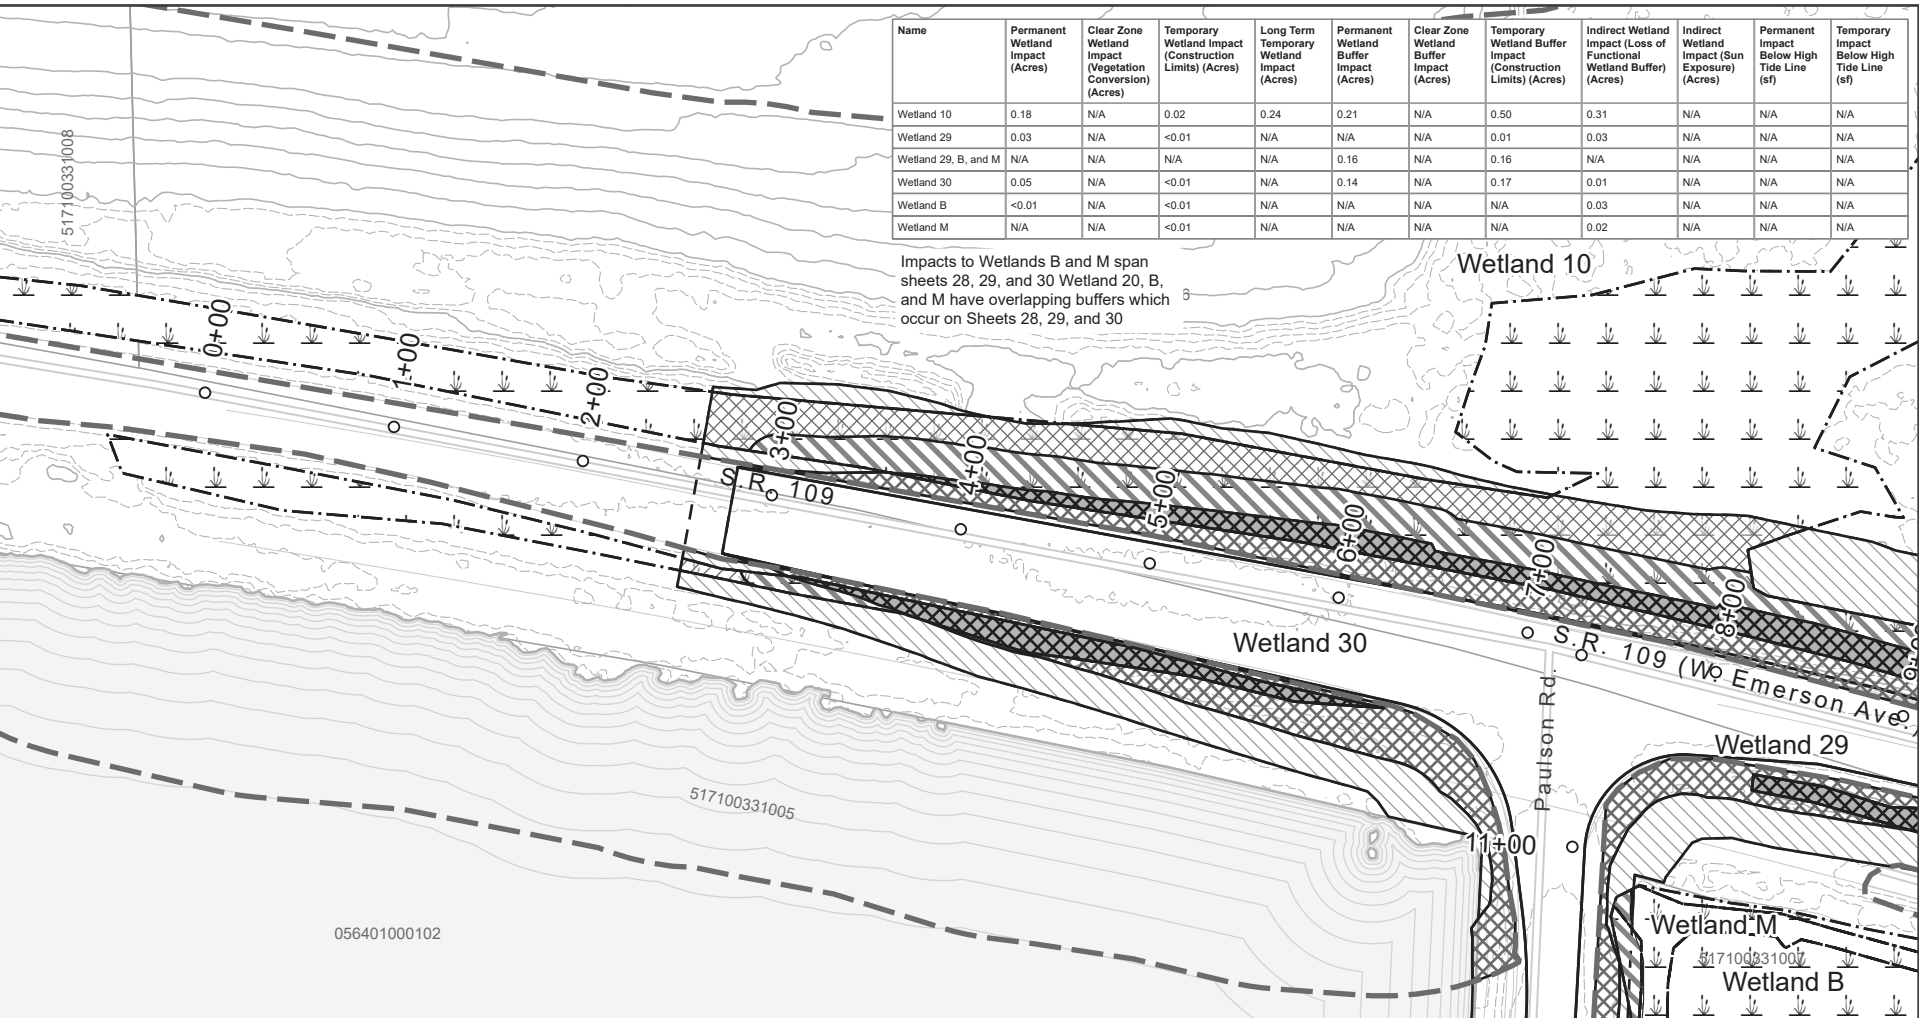 Name | Permanent Wetland Impact (Acres) | Clear Zone Wetland Impact (Vegetation Conversion) (Acres) | Temporary Wetland Impact (Construction Limits) (Acres) | Long Term Temporary Wetland Impact (Acres) | Permanent Wetland Buffer Impact (Acres) | Clear Zone Wetland Buffer Impact (Acres) | Temporary Wetland Buffer Impact (Construction Limits) (Acres) | Indirect Wetland Impact (Loss of Functional Wetland Buffer) (Acres) | Indirect Wetland Impact (Sun Exposure) (Acres) | Permanent Impact Below High Tide Line (sf) | Temporary Impact Below High Tide Line (sf)
Wetland 10 | 0.18 | N/A | 0.02 | 0.24 | 0.21 | N/A | 0.50 | 0.31 | N/A | N/A | N/A
Wetland 29 | 0.03 | N/A | <0.01 | N/A | N/A | N/A | 0.01 | 0.03 | N/A | N/A | N/A
Wetland 29, B, and M | N/A | N/A | N/A | N/A | 0.16 | N/A | 0.16 | N/A | N/A | N/A | N/A
Wetland 30 | 0.05 | N/A | <0.01 | N/A | 0.14 | N/A | 0.17 | 0.01 | N/A | N/A | N/A
Wetland B | <0.01 | N/A | <0.01 | N/A | N/A | N/A | N/A | 0.03 | N/A | N/A | N/A
Wetland M | N/A | N/A | <0.01 | N/A | N/A | N/A | N/A | 0.02 | N/A | N/A | N/A
Impacts to Wetlands B and M span
sheets 28, 29, and 30 Wetland 20, B,
and M have overlapping buffers which
occur on Sheets 28, 29, and 30
517100331008
Wetland 10
0+00
1+00
2+00
3+00
4+00
5+00
6+00
7+00
8+00
S.R. 109
Wetland 30
S.R. 109 (W. Emerson Ave.)
Paulson Rd.
Wetland 29
517100331005
11+00
Wetland M
517100331007
Wetland B
056401000102